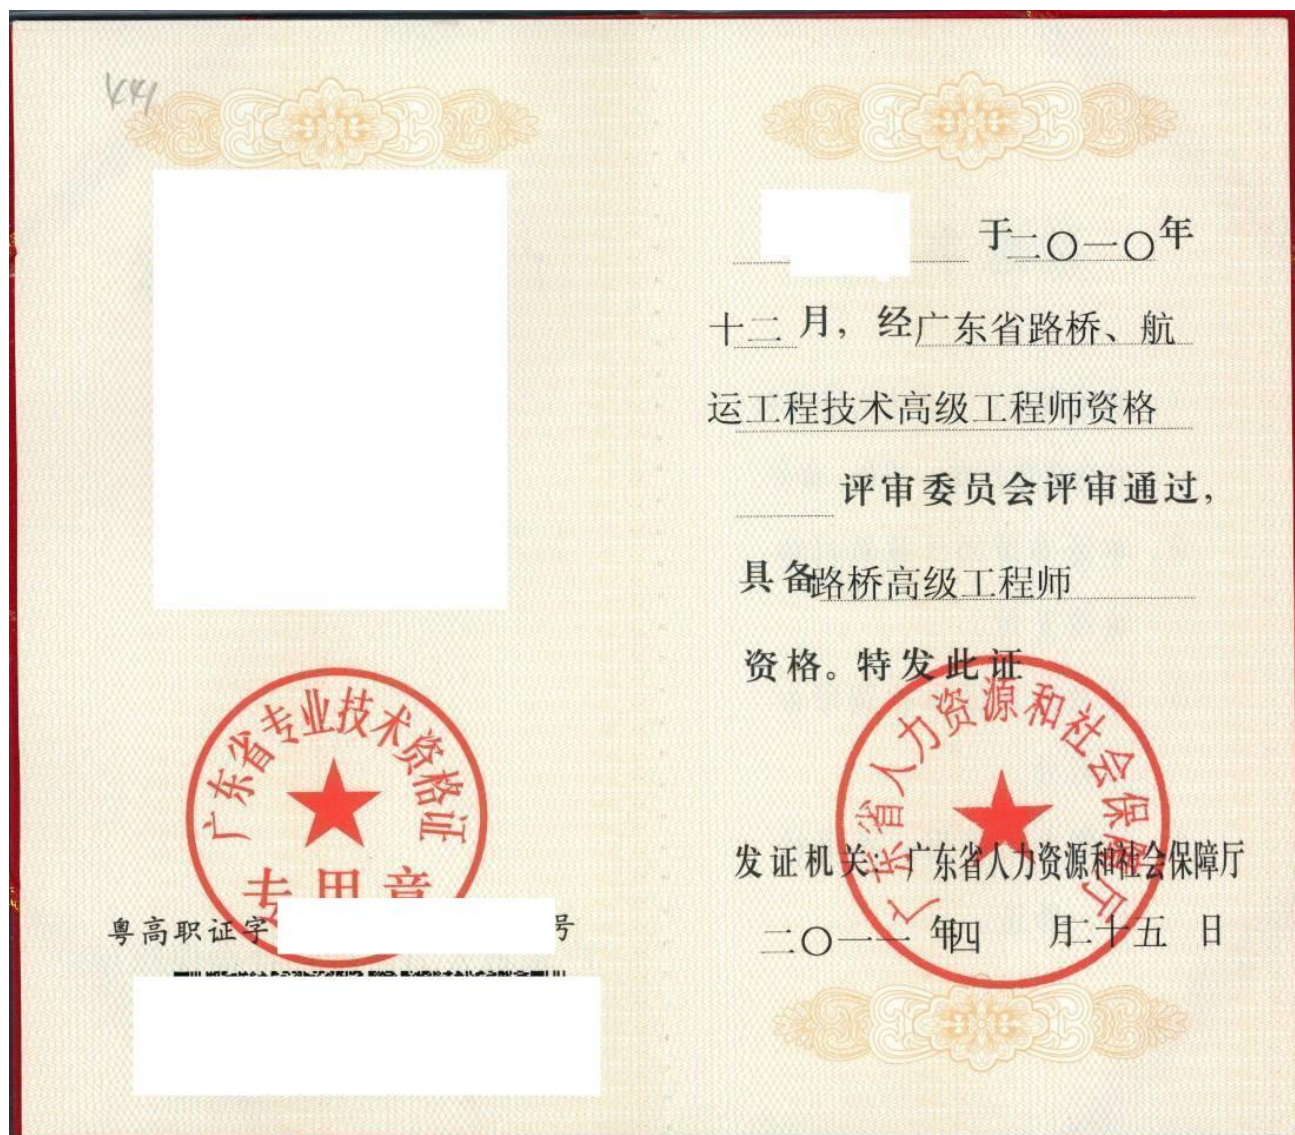 广东省专业技术资格证
专用章
粤高职证字 号
于二〇一〇年
十二月，经广东省路桥、航
运工程技术高级工程师资格
评审委员会评审通过，
具备路桥高级工程师
资格。特发此证
广东省人力资源和社会保障厅
发证机关：广东省人力资源和社会保障厅
二〇一一年四月二十五日